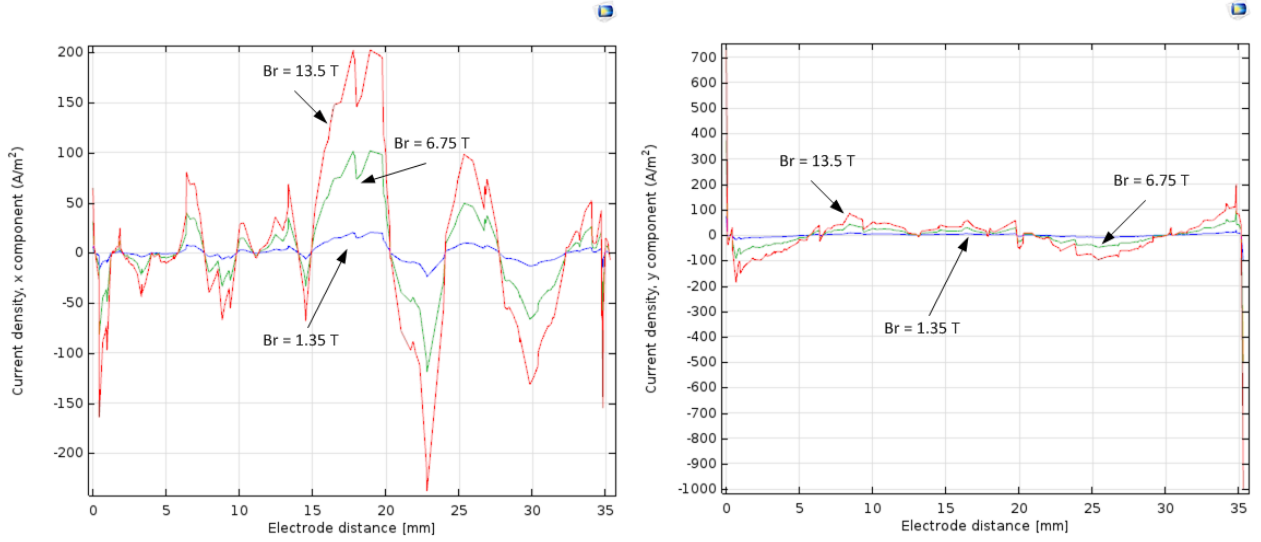 Current density, x component (A/m²)
200
150
100
50
0
-50
-100
-150
-200
Br = 13.5 T
Br = 6.75 T
Br = 1.35 T
0 5 10 15 20 25 30 35
Electrode distance [mm]
Current density, y component (A/m²)
700
600
500
400
300
200
100
0
-100
-200
-300
-400
-500
-600
-700
-800
-900
-1000
Br = 13.5 T
Br = 6.75 T
Br = 1.35 T
0 5 10 15 20 25 30 35
Electrode distance [mm]